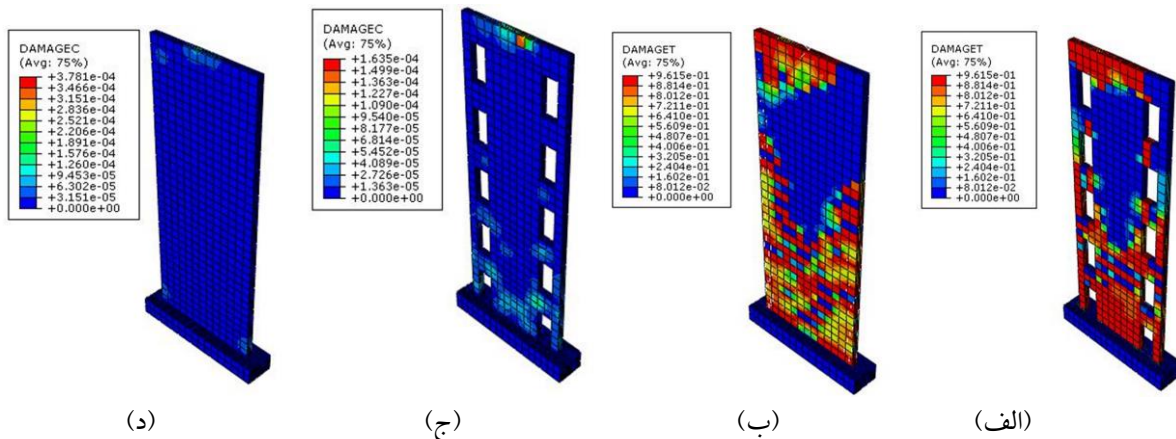 DAMAGEC
(Avg: 75%)
+3.781e-04
+3.466e-04
+3.151e-04
+2.836e-04
+2.521e-04
+2.206e-04
+1.891e-04
+1.576e-04
+1.260e-04
+9.453e-05
+6.302e-05
+3.151e-05
+0.000e+00
DAMAGEC
(Avg: 75%)
+1.635e-04
+1.499e-04
+1.363e-04
+1.227e-04
+1.090e-04
+9.540e-05
+8.177e-05
+6.814e-05
+5.452e-05
+4.089e-05
+2.726e-05
+1.363e-05
+0.000e+00
DAMAGET
(Avg: 75%)
+9.615e-01
+8.814e-01
+8.012e-01
+7.211e-01
+6.410e-01
+5.609e-01
+4.807e-01
+4.006e-01
+3.205e-01
+2.404e-01
+1.602e-01
+8.012e-02
+0.000e+00
DAMAGET
(Avg: 75%)
+9.615e-01
+8.814e-01
+8.012e-01
+7.211e-01
+6.410e-01
+5.609e-01
+4.807e-01
+4.006e-01
+3.205e-01
+2.404e-01
+1.602e-01
+8.012e-02
+0.000e+00
(الف) (ب) (ج) (د)